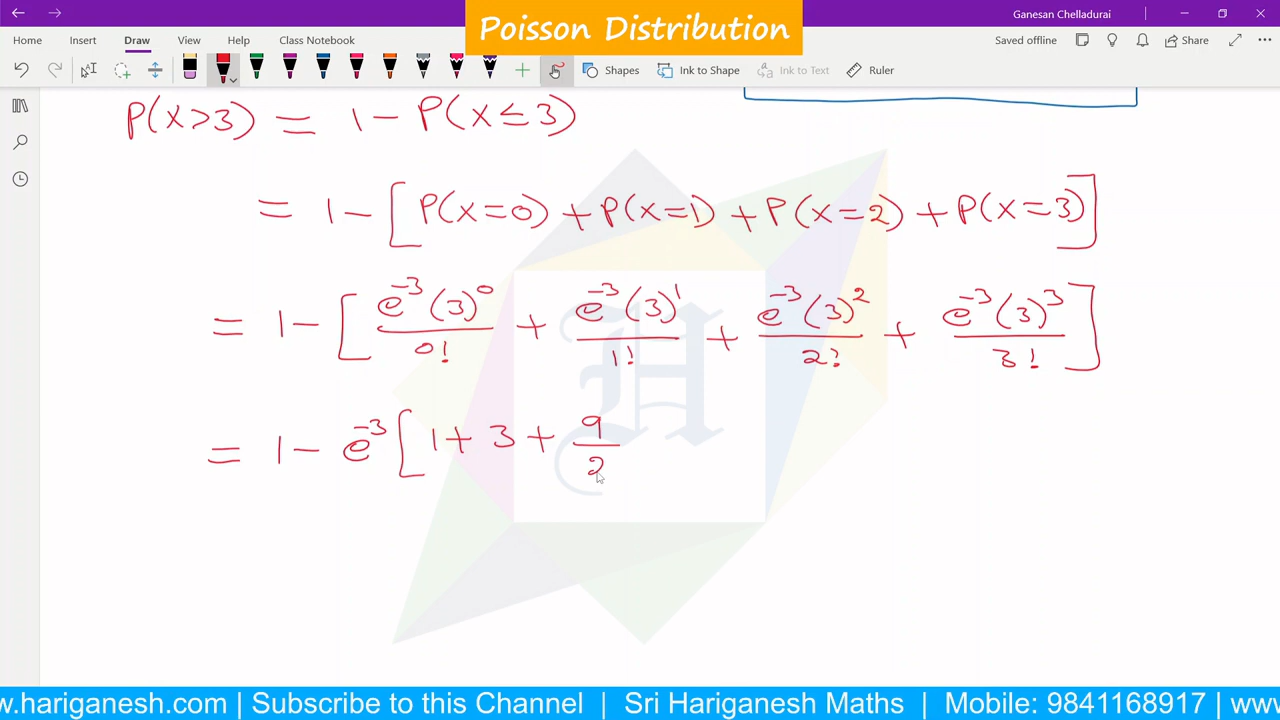 Poisson Distribution
Ganesan Chelladurai
Home Insert Draw View Help Class Notebook Saved offline Share
Shapes Ink to Shape Ink to Text Ruler
P(X>3) = 1 - P(X≤3)
= 1 - [P(X=0) + P(X=1) + P(X=2) + P(X=3)]
= 1 - [e⁻³(3)⁰/0! + e⁻³(3)¹/1! + e⁻³(3)²/2! + e⁻³(3)³/3!]
= 1 - e⁻³[1 + 3 + 9/2
w.hariganesh.com | Subscribe to this Channel | Sri Hariganesh Maths | Mobile: 9841168917 | ww